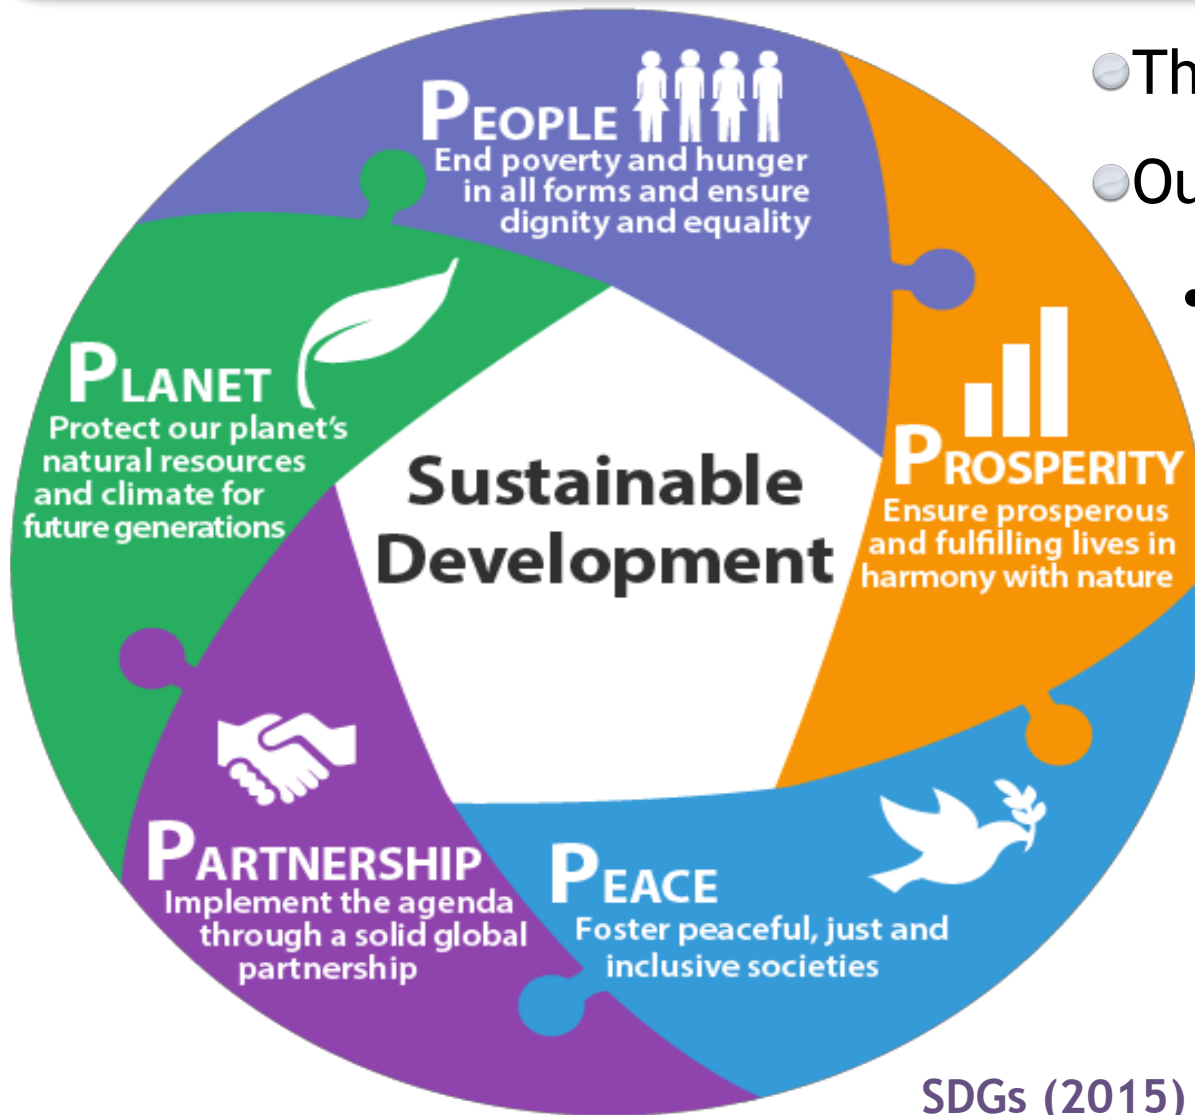 PEOPLE
End poverty and hunger
in all forms and ensure
dignity and equality
PROSPERITY
Ensure prosperous
and fulfilling lives in
harmony with nature
PEACE
Foster peaceful, just and
inclusive societies
PARTNERSHIP
Implement the agenda
through a solid global
partnership
PLANET
Protect our planet's
natural resources
and climate for
future generations
Sustainable
Development
SDGs (2015)